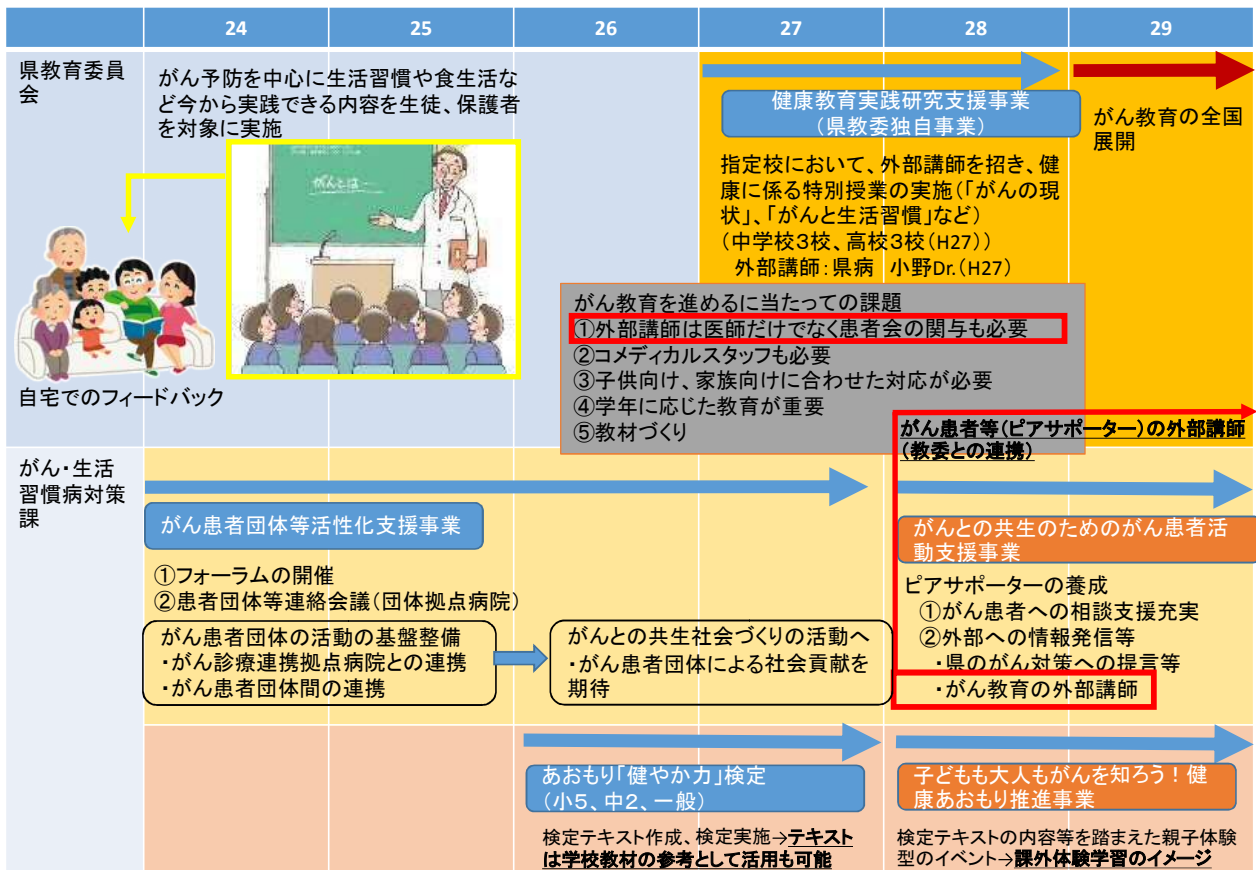 24
25
26
27
28
29
県教育委員
会
がん予防を中心に生活習慣や食生活な
ど今から実践できる内容を生徒、保護者
を対象に実施
がんとは…
自宅でのフィードバック
健康教育実践研究支援事業
(県教委独自事業)
がん教育の全国
展開
指定校において、外部講師を招き、健
康に係る特別授業の実施(「がんの現
状」、「がんと生活習慣」など)
(中学校3校、高校3校(H27))
外部講師:県病 小野Dr.(H27)
がん教育を進めるに当たっての課題
①外部講師は医師だけでなく患者会の関与も必要
②コメディカルスタッフも必要
③子供向け、家族向けに合わせた対応が必要
④学年に応じた教育が重要
⑤教材づくり
がん患者等(ピアサポーター)の外部講師
(教委との連携)
がん・生活
習慣病対策
課
がん患者団体等活性化支援事業
①フォーラムの開催
②患者団体等連絡会議(団体拠点病院)
がん患者団体の活動の基盤整備
・がん診療連携拠点病院との連携
・がん患者団体間の連携
がんとの共生社会づくりの活動へ
・がん患者団体による社会貢献を
期待
がんとの共生のためのがん患者活
動支援事業
ピアサポーターの養成
①がん患者への相談支援充実
②外部への情報発信等
・県のがん対策への提言等
・がん教育の外部講師
あおもり「健やか力」検定
(小5、中2、一般)
検定テキスト作成、検定実施→テキスト
は学校教材の参考として活用も可能
子どもも大人もがんを知ろう!健
康あおもり推進事業
検定テキストの内容等を踏まえた親子体験
型のイベント→課外体験学習のイメージ